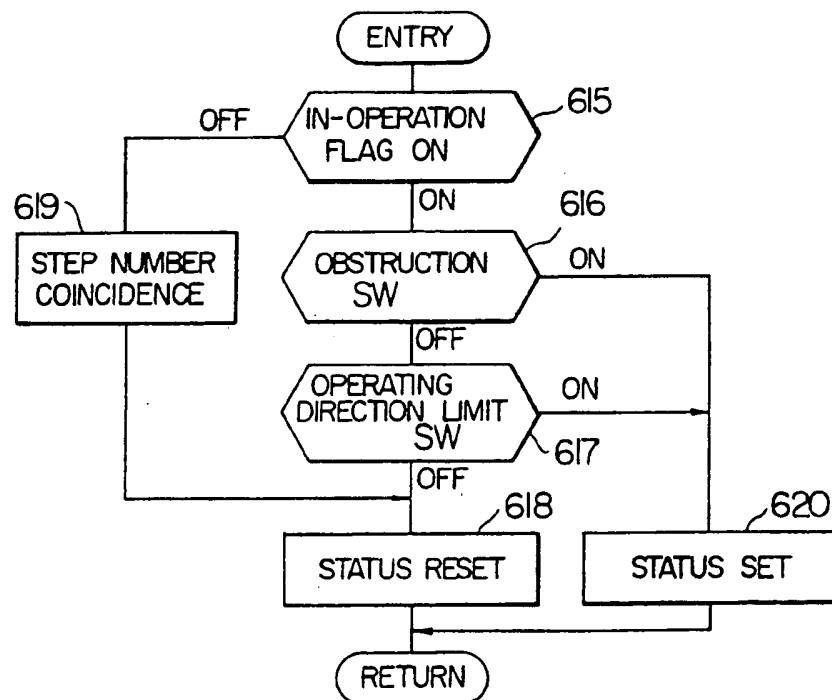 ENTRY
IN-OPERATION
FLAG ON
615
OFF
ON
619
STEP NUMBER
COINCIDENCE
OBSTRUCTION
SW
616
ON
OFF
OPERATING
DIRECTION LIMIT
SW
ON
617
OFF
618
STATUS RESET
620
STATUS SET
RETURN